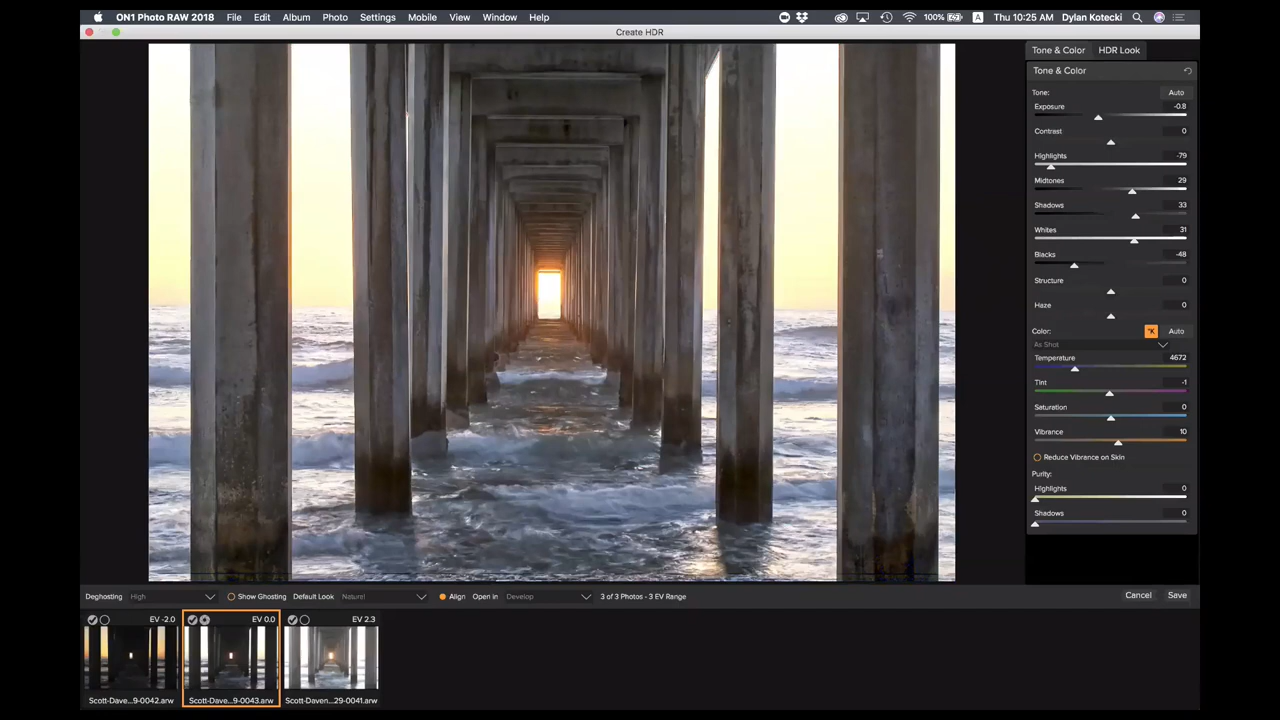 ON1 Photo RAW 2018 File Edit Album Photo Settings Mobile View Window Help 100% A Thu 10:25 AM Dylan Kotecki
Create HDR
Tone & Color HDR Look
Tone & Color
Tone: Auto
Exposure -0.8
Contrast 0
Highlights -79
Midtones 29
Shadows 33
Whites 31
Blacks -48
Structure 0
Haze 0
Color: °K Auto
As Shot
Temperature 4672
Tint -1
Saturation 0
Vibrance 10
Reduce Vibrance on Skin
Purity:
Highlights 0
Shadows 0
Deghosting High Show Ghosting Default Look Natural Align Open in Develop 3 of 3 Photos - 3 EV Range Cancel Save
EV -2.0 EV 0.0 EV 2.3
Scott-Dave...9-0042.arw Scott-Dave...9-0043.arw Scott-Daven...29-0041.arw